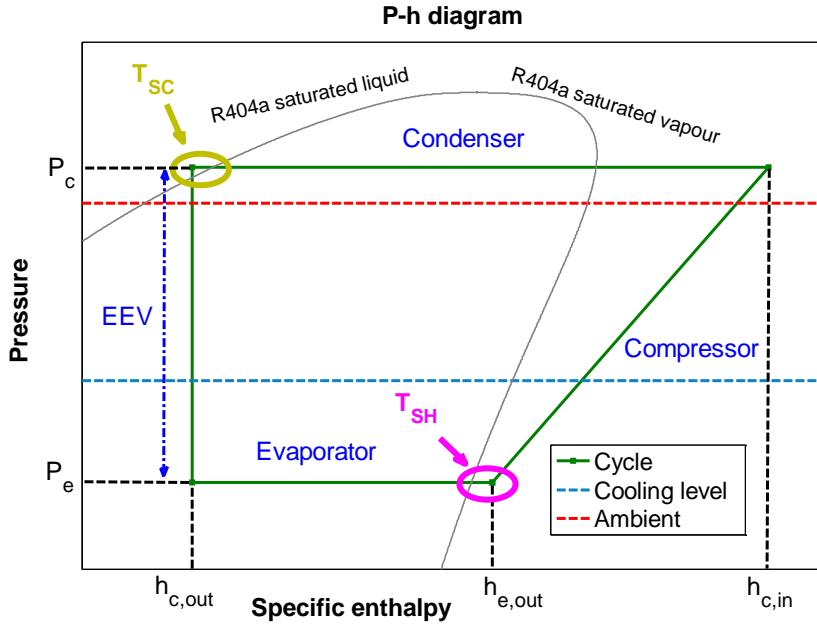 P-h diagram
T_SC
R404a saturated liquid
R404a saturated vapour
Condenser
P_c
Pressure
EEV
Compressor
T_SH
Evaporator
P_e
Cycle
Cooling level
Ambient
h_c,out
h_e,out
h_c,in
Specific enthalpy